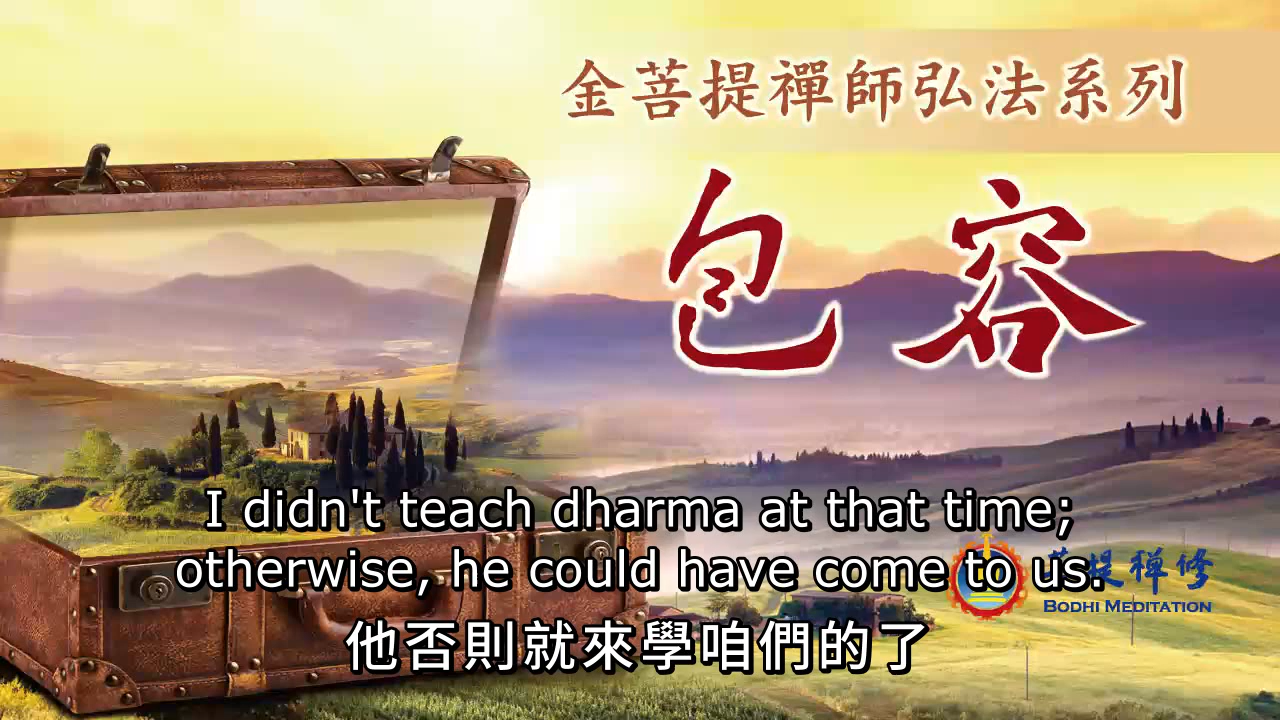 金菩提禪師弘法系列
包容
I didn't teach dharma at that time;
otherwise, he could have come to us.
菩提禪修
BODHI MEDITATION
他否則就來學咱們的了